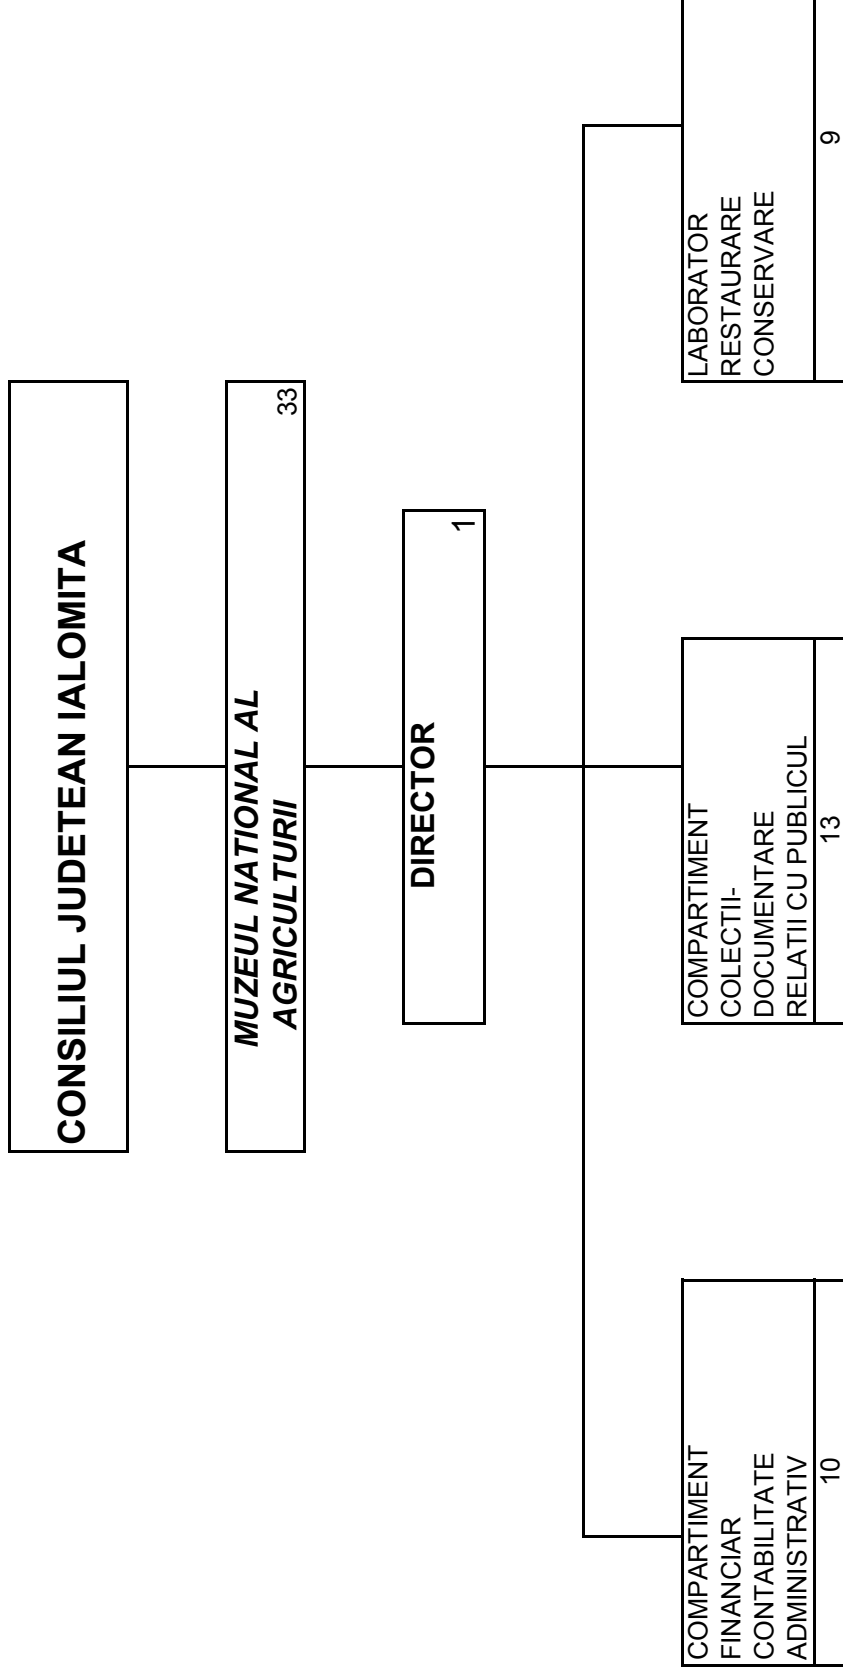 CONSILIUL JUDETEAN IALOMITA
MUZEUL NATIONAL AL
AGRICULTURII
33
DIRECTOR
1
COMPARTIMENT
FINANCIAR
CONTABILITATE
ADMINISTRATIV
10
COMPARTIMENT
COLECTII-
DOCUMENTARE
RELATII CU PUBLICUL
13
LABORATOR
RESTAURARE
CONSERVARE
9